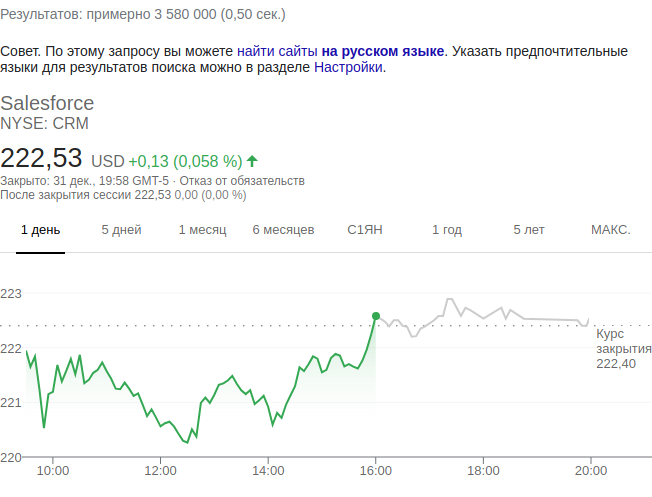 Результатов: примерно 3 580 000 (0,50 сек.)
Совет. По этому запросу вы можете найти сайты на русском языке. Указать предпочтительные
языки для результатов поиска можно в разделе Настройки.
Salesforce
NYSE: CRM
222,53 USD +0,13 (0,058 %)
Закрыто: 31 дек., 19:58 GMT-5 · Отказ от обязательств
После закрытия сессии 222,53 0,00 (0,00 %)
1 день 5 дней 1 месяц 6 месяцев С1ЯН 1 год 5 лет МАКС.
223
222
221
220
Курс
закрытия
222,40
10:00 12:00 14:00 16:00 18:00 20:00